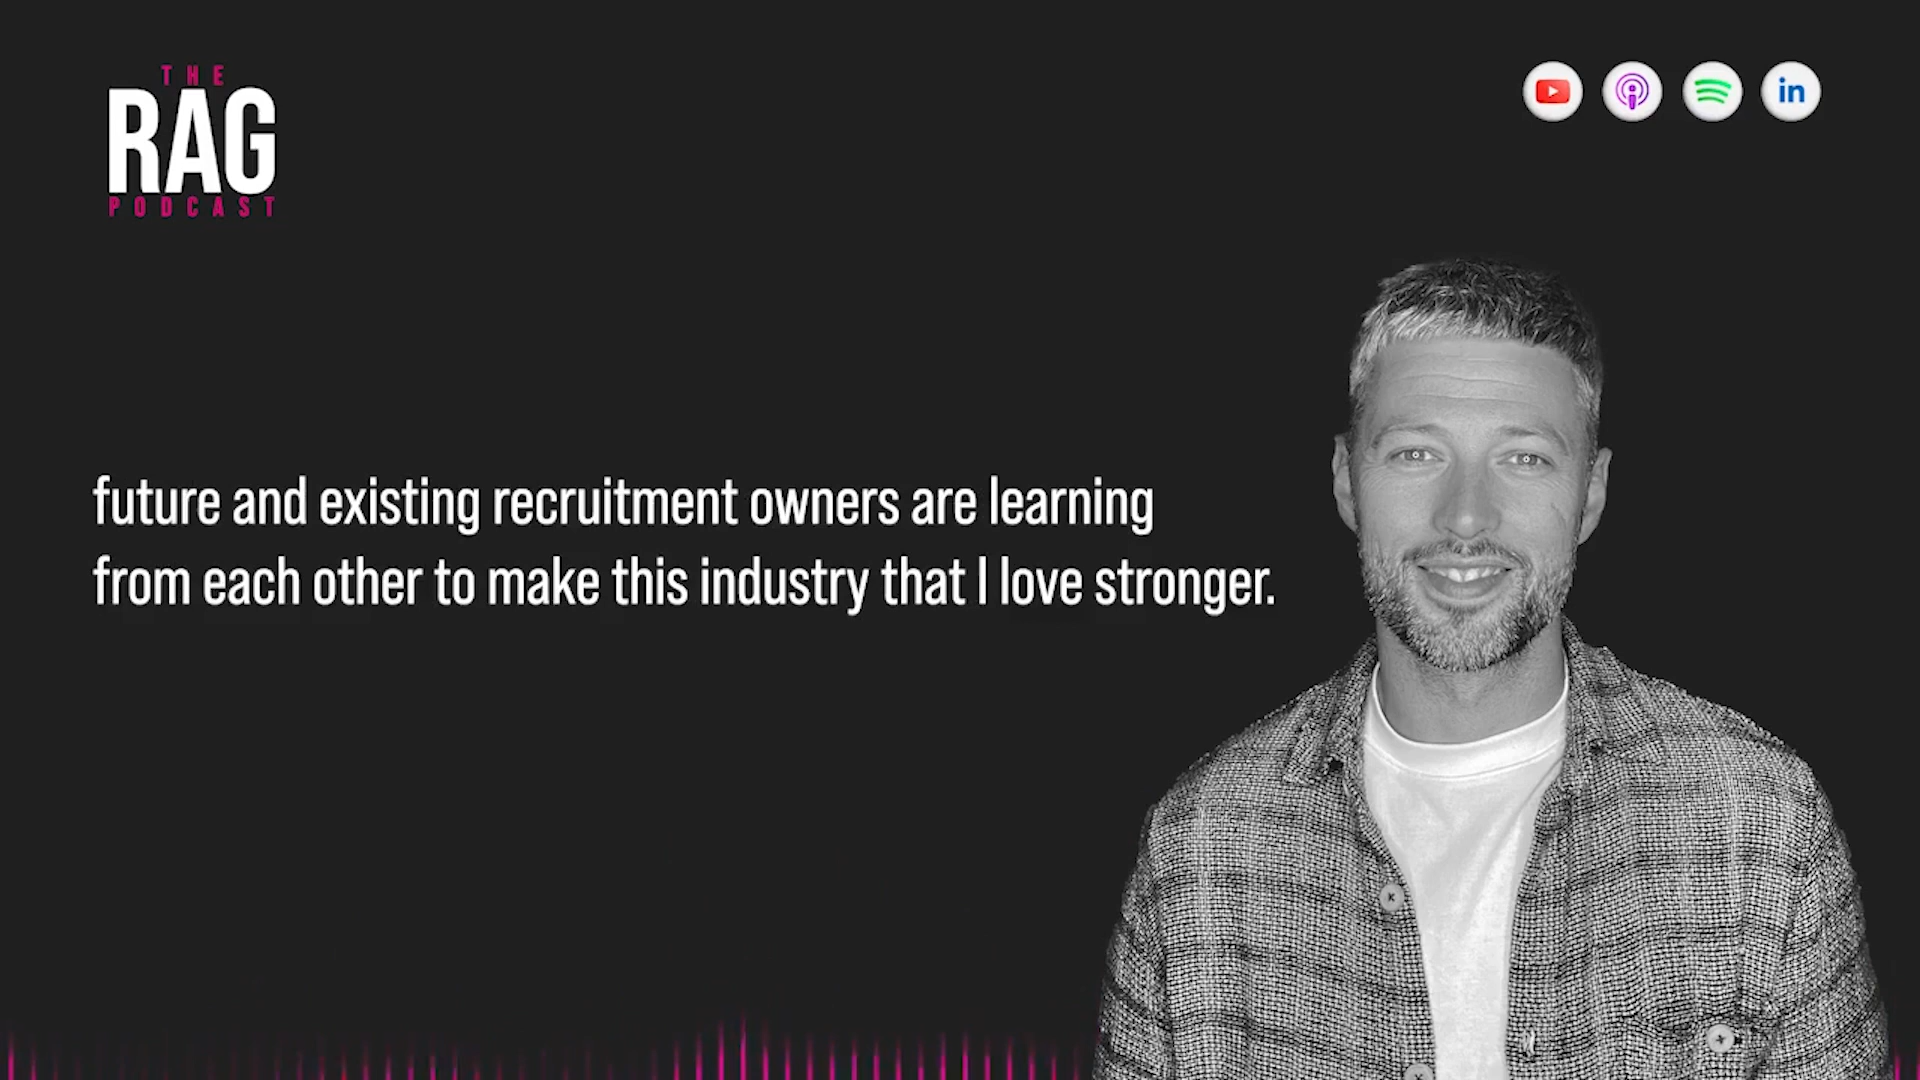 THE
RAG
PODCAST
in
future and existing recruitment owners are learning
from each other to make this industry that I love stronger.